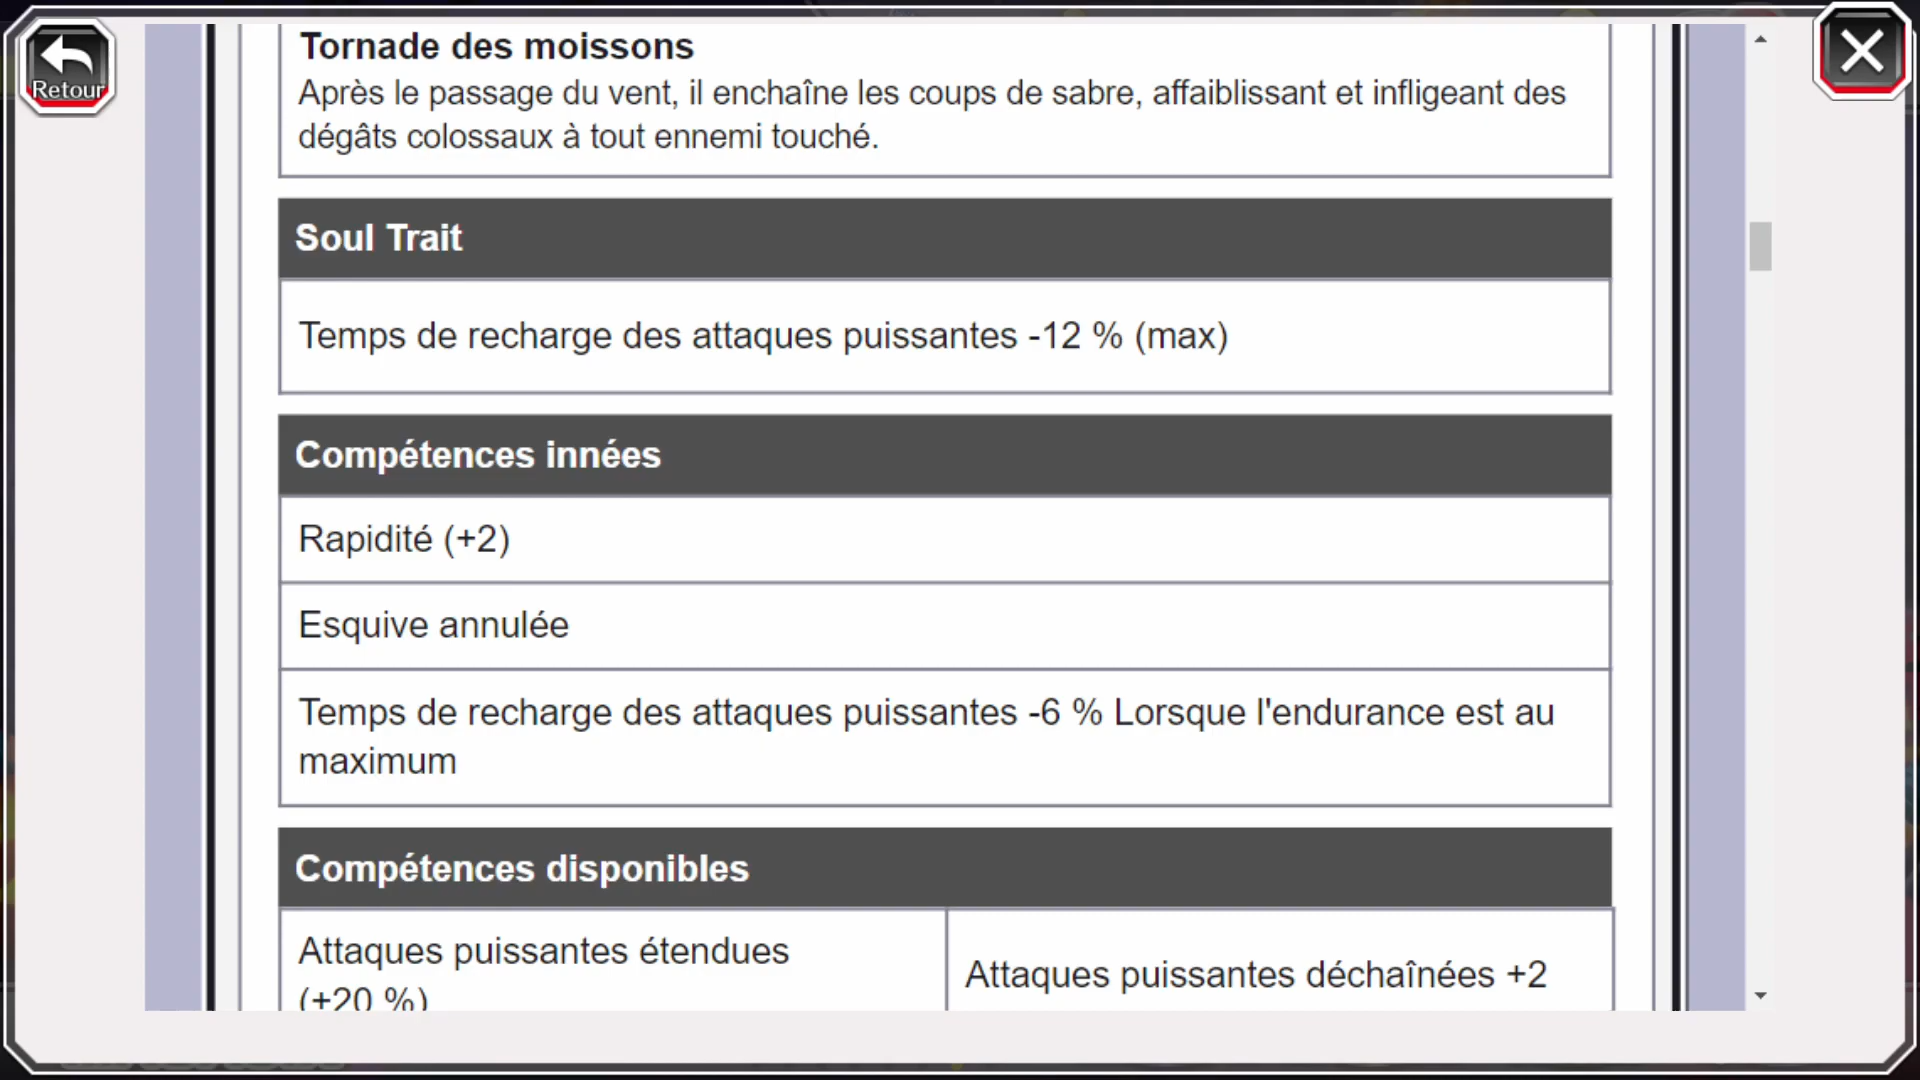 Retour
Tornade des moissons
Après le passage du vent, il enchaîne les coups de sabre, affaiblissant et infligeant des
dégâts colossaux à tout ennemi touché.
Soul Trait
Temps de recharge des attaques puissantes -12 % (max)
Compétences innées
Rapidité (+2)
Esquive annulée
Temps de recharge des attaques puissantes -6 % Lorsque l'endurance est au
maximum
Compétences disponibles
Attaques puissantes étendues
(+20 %)
Attaques puissantes déchaînées +2